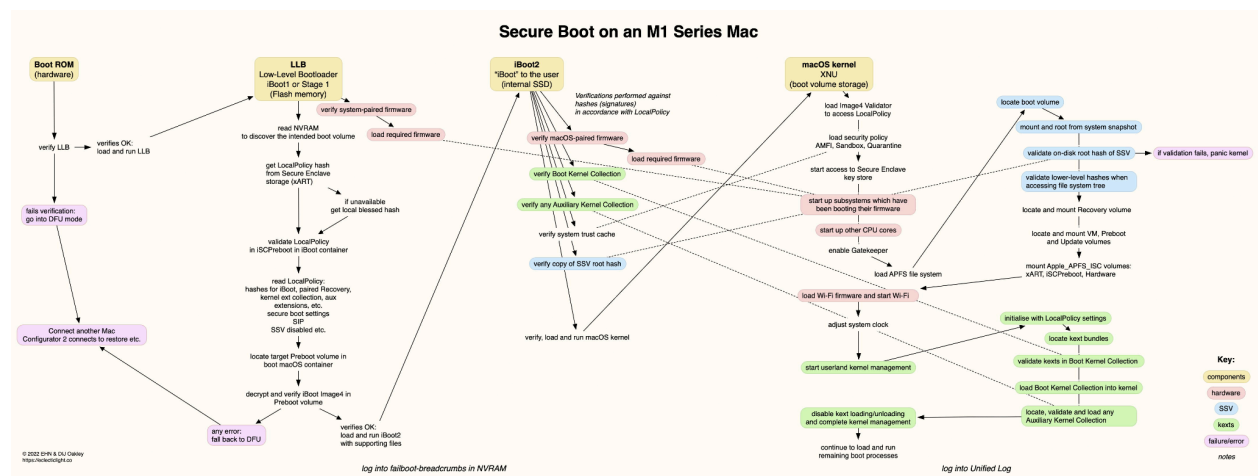 Secure Boot on an M1 Series Mac
Boot ROM
(hardware)
verify LLB
verifies OK:
load and run LLB
fails verification:
go into DFU mode
Connect another Mac
Configurator 2 connects to restore etc.
LLB
Low-Level Bootloader
iBoot1 or Stage 1
(Flash memory)
verify system-paired firmware
load required firmware
read NVRAM
to discover the intended boot volume
get LocalPolicy hash
from Secure Enclave
storage (xART)
if unavailable
get local blessed hash
validate LocalPolicy
in iSCPreboot in iBoot container
read LocalPolicy:
hashes for iBoot, paired Recovery,
kernel ext collection, aux
extensions, etc.
secure boot settings
SIP
SSV disabled etc.
locate target Preboot volume in
boot macOS container
decrypt and verify iBoot Image4 in
Preboot volume
any error:
fall back to DFU
verifies OK:
load and run iBoot2
with supporting files
iBoot2
"iBoot" to the user
(internal SSD)
Verifications performed against
hashes (signatures)
in accordance with LocalPolicy
verify macOS-paired firmware
load required firmware
verify Boot Kernel Collection
verify any Auxiliary Kernel Collection
verify system trust cache
verify copy of SSV root hash
verify, load and run macOS kernel
macOS kernel
XNU
(boot volume storage)
load Image4 Validator
to access LocalPolicy
load security policy
AMFI, Sandbox, Quarantine
start access to Secure Enclave
key store
start up subsystems which have
been booting their firmware
start up other CPU cores
enable Gatekeeper
load APFS file system
locate boot volume
mount and root from system snapshot
validate on-disk root hash of SSV
if validation fails, panic kernel
validate lower-level hashes when
accessing file system tree
locate and mount Recovery volume
locate and mount VM, Preboot
and Update volumes
mount Apple_APFS_ISC volumes:
xART, iSCPreboot, Hardware
load Wi-Fi firmware and start Wi-Fi
adjust system clock
start userland kernel management
initialise with LocalPolicy settings
locate kext bundles
validate kexts in Boot Kernel Collection
load Boot Kernel Collection into kernel
locate, validate and load any
Auxiliary Kernel Collection
disable kext loading/unloading
and complete kernel management
continue to load and run
remaining boot processes
Key:
components
hardware
SSV
kexts
failure/error
notes
© 2022 EHN & DIJ Oakley
https://eclecticlight.co
log into failboot-breadcrumbs in NVRAM
log into Unified Log